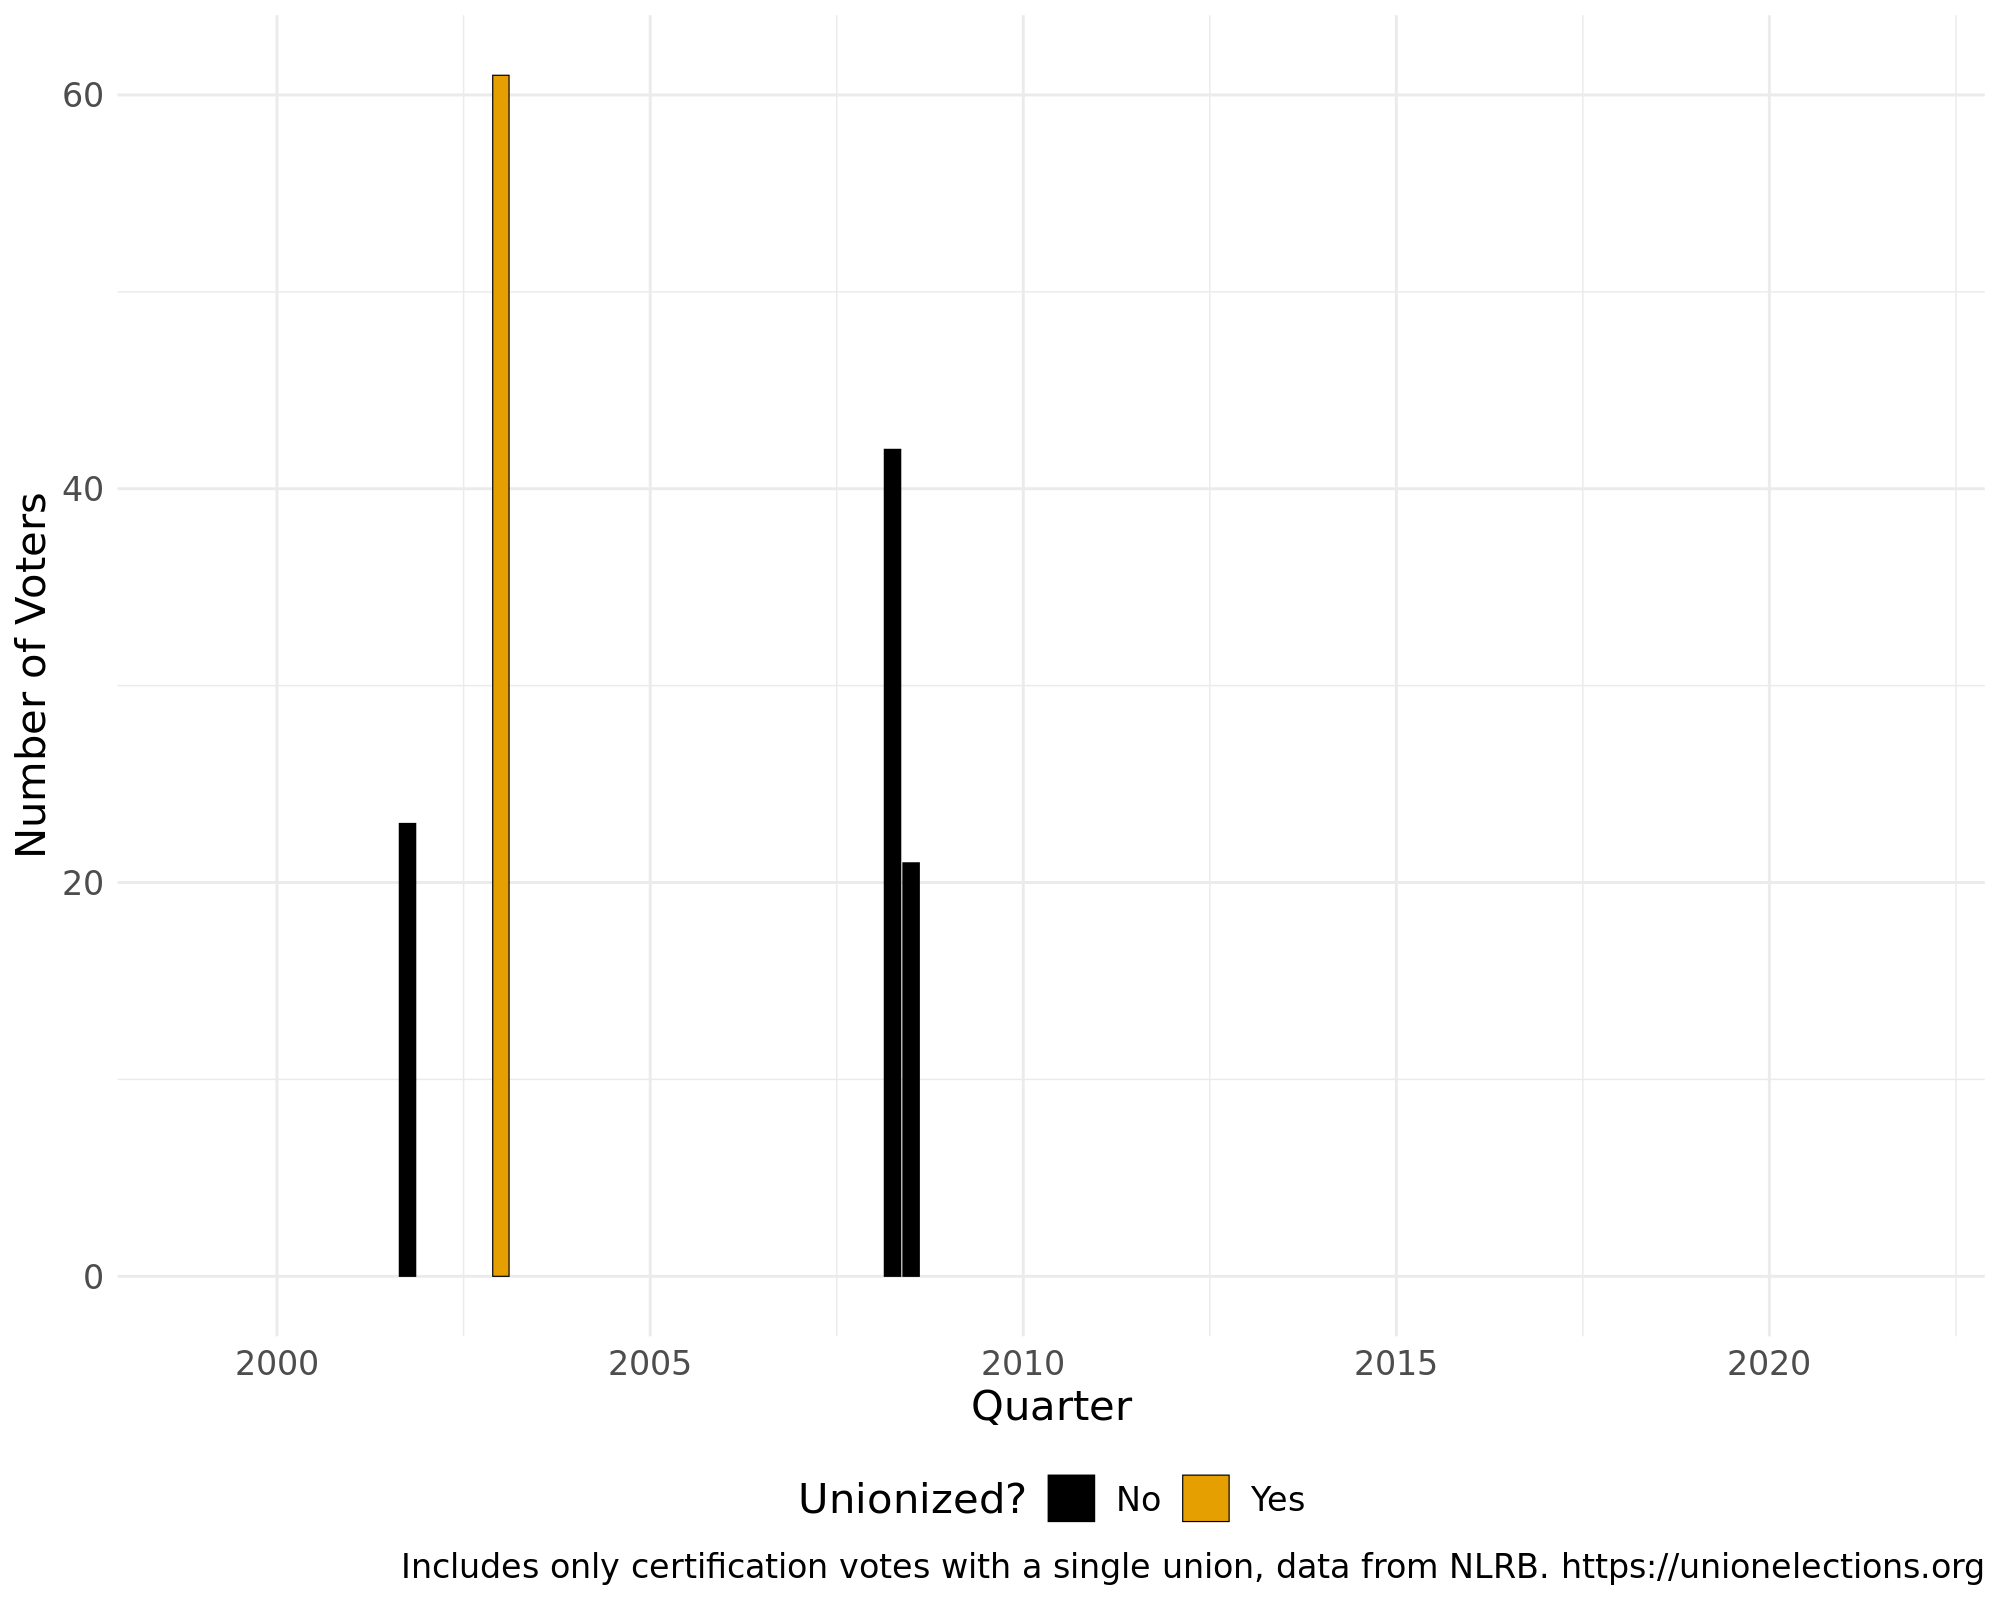 60
40
20
0
Number of Voters
2000 2005 2010 2015 2020
Quarter
Unionized? No Yes
Includes only certification votes with a single union, data from NLRB. https://unionelections.org